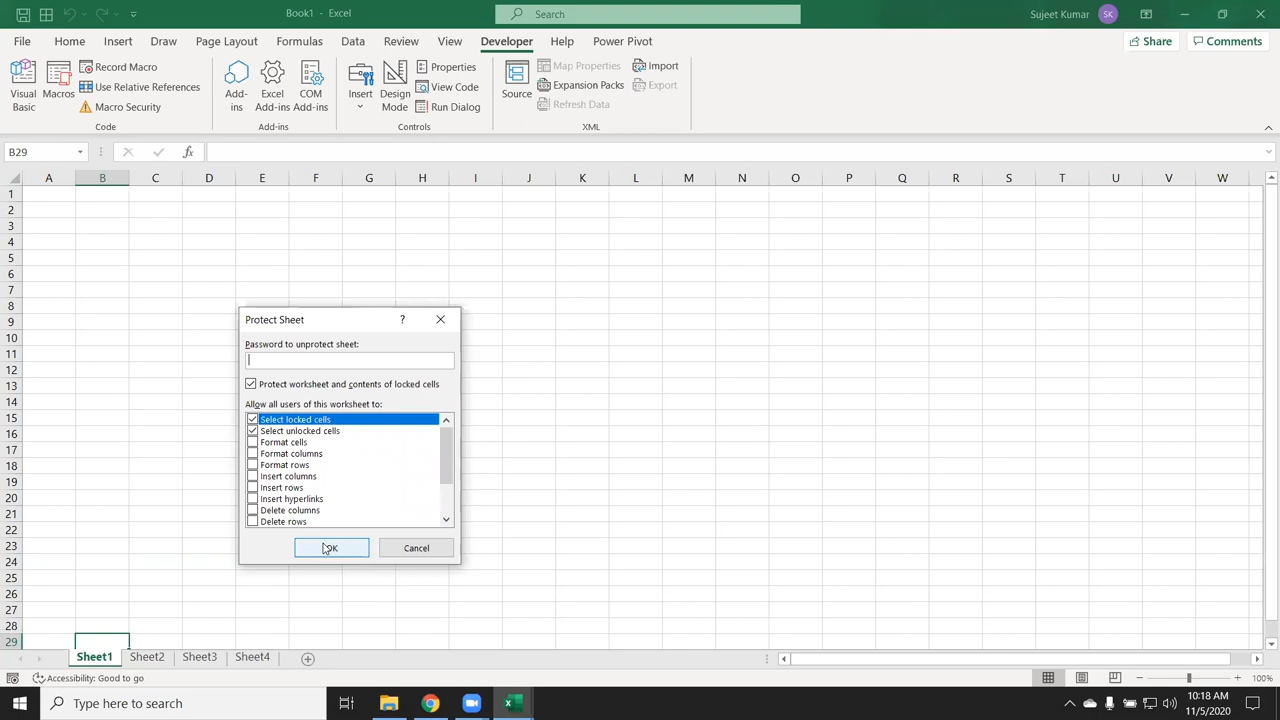 Book1 - Excel
Search
Sujeet Kumar
SK
File Home Insert Draw Page Layout Formulas Data Review View Developer Help Power Pivot
Share
Comments
Visual Basic
Macros
Record Macro
Use Relative References
Macro Security
Code
Add-ins
Excel Add-ins
COM Add-ins
Add-ins
Insert
Design Mode
Properties
View Code
Run Dialog
Controls
Source
Map Properties
Expansion Packs
Refresh Data
Import
Export
XML
B29
fx
A B C D E F G H I J K L M N O P Q R S T U V W
1
2
3
4
5
6
7
8
9
10
11
12
13
14
15
16
17
18
19
20
21
22
23
24
25
26
27
28
29
Protect Sheet
?
Password to unprotect sheet:
Protect worksheet and contents of locked cells
Allow all users of this worksheet to:
Select locked cells
Select unlocked cells
Format cells
Format columns
Format rows
Insert columns
Insert rows
Insert hyperlinks
Delete columns
Delete rows
OK
Cancel
Sheet1 Sheet2 Sheet3 Sheet4
Accessibility: Good to go
100%
Type here to search
10:18 AM
11/5/2020